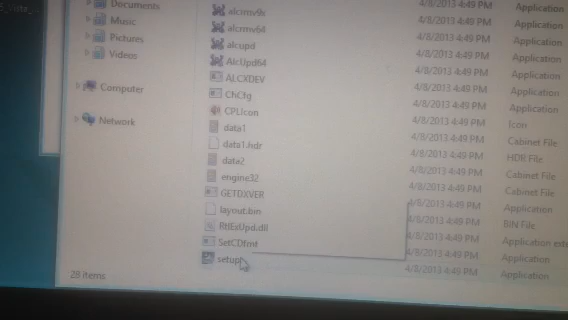 Documents
Music
Pictures
Videos
Computer
Network
alcrmv9x 4/8/2013 4:49 PM Application
alcrmv64 4/8/2013 4:49 PM Application
alcupd 4/8/2013 4:49 PM Application
AlcUpd64 4/8/2013 4:49 PM Application
ALCXDEV 4/8/2013 4:49 PM Application
ChCfg 4/8/2013 4:49 PM Application
CPLIcon 4/8/2013 4:49 PM Icon
data1 4/8/2013 4:49 PM Cabinet File
data1.hdr 4/8/2013 4:49 PM HDR File
data2 4/8/2013 4:49 PM Cabinet File
engine32 4/8/2013 4:49 PM Cabinet File
GETDXVER 4/8/2013 4:49 PM Application
layout.bin 4/8/2013 4:49 PM BIN File
RtlExUpd.dll 4/8/2013 4:49 PM Application exte
SetCDfmt 4/8/2013 4:49 PM Application
setup 4/8/2013 4:49 PM Application
28 items